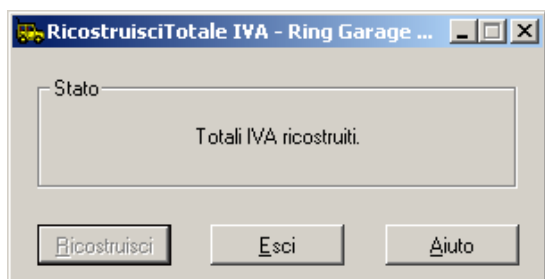 RicostruisciTotale IVA - Ring Garage ...
Stato
Totali IVA ricostruiti.
Ricostruisci Esci Aiuto